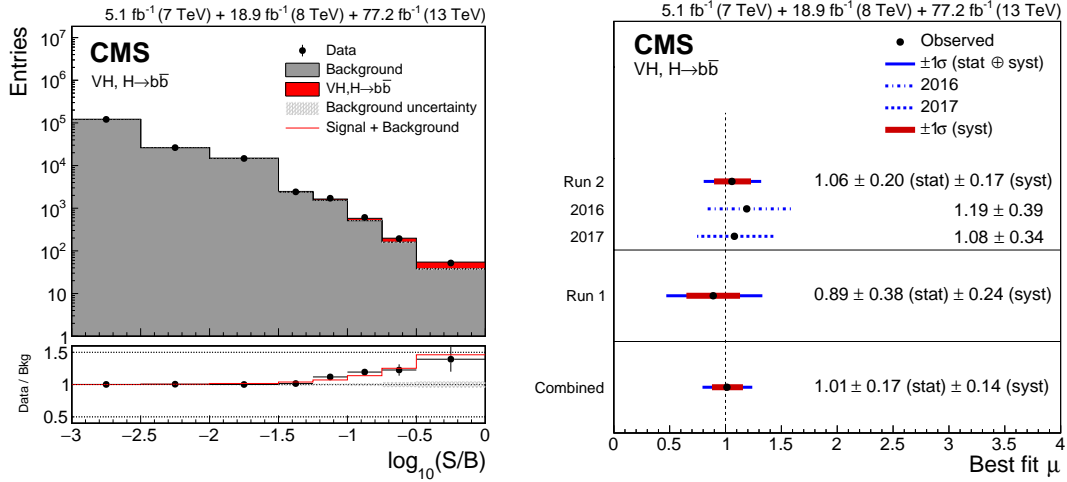 5.1 fb⁻¹ (7 TeV) + 18.9 fb⁻¹ (8 TeV) + 77.2 fb⁻¹ (13 TeV)
Entries
10⁷
10⁶
10⁵
10⁴
10³
10²
10
1
CMS
VH, H→bb̅
Data
Background
VH,H→bb̅
Background uncertainty
Signal + Background
Data / Bkg
1.5
1
0.5
−3 −2.5 −2 −1.5 −1 −0.5 0
log₁₀(S/B)
5.1 fb⁻¹ (7 TeV) + 18.9 fb⁻¹ (8 TeV) + 77.2 fb⁻¹ (13 TeV)
CMS
VH, H→bb̅
Observed
±1σ (stat ⊕ syst)
2016
2017
±1σ (syst)
Run 2 1.06 ± 0.20 (stat) ± 0.17 (syst)
2016 1.19 ± 0.39
2017 1.08 ± 0.34
Run 1 0.89 ± 0.38 (stat) ± 0.24 (syst)
Combined 1.01 ± 0.17 (stat) ± 0.14 (syst)
0 0.5 1 1.5 2 2.5 3 3.5 4
Best fit μ